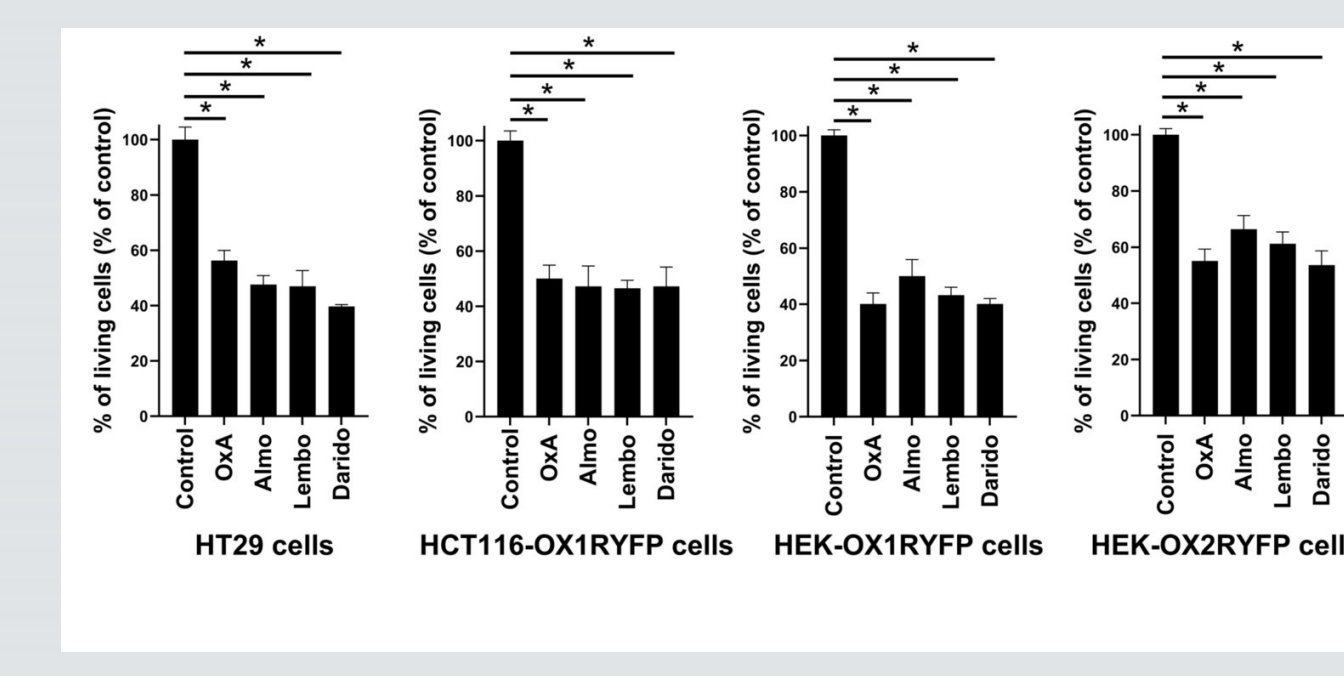 *
*
*
*
% of living cells (% of control)
100
80
60
40
20
0
Control
OxA
Almo
Lembo
Darido
HT29 cells
*
*
*
*
% of living cells (% of control)
100
80
60
40
20
0
Control
OxA
Almo
Lembo
Darido
HCT116-OX1RYFP cells
*
*
*
*
% of living cells (% of control)
100
80
60
40
20
0
Control
OxA
Almo
Lembo
Darido
HEK-OX1RYFP cells
*
*
*
*
% of living cells (% of control)
100
80
60
40
20
0
Control
OxA
Almo
Lembo
Darido
HEK-OX2RYFP cell